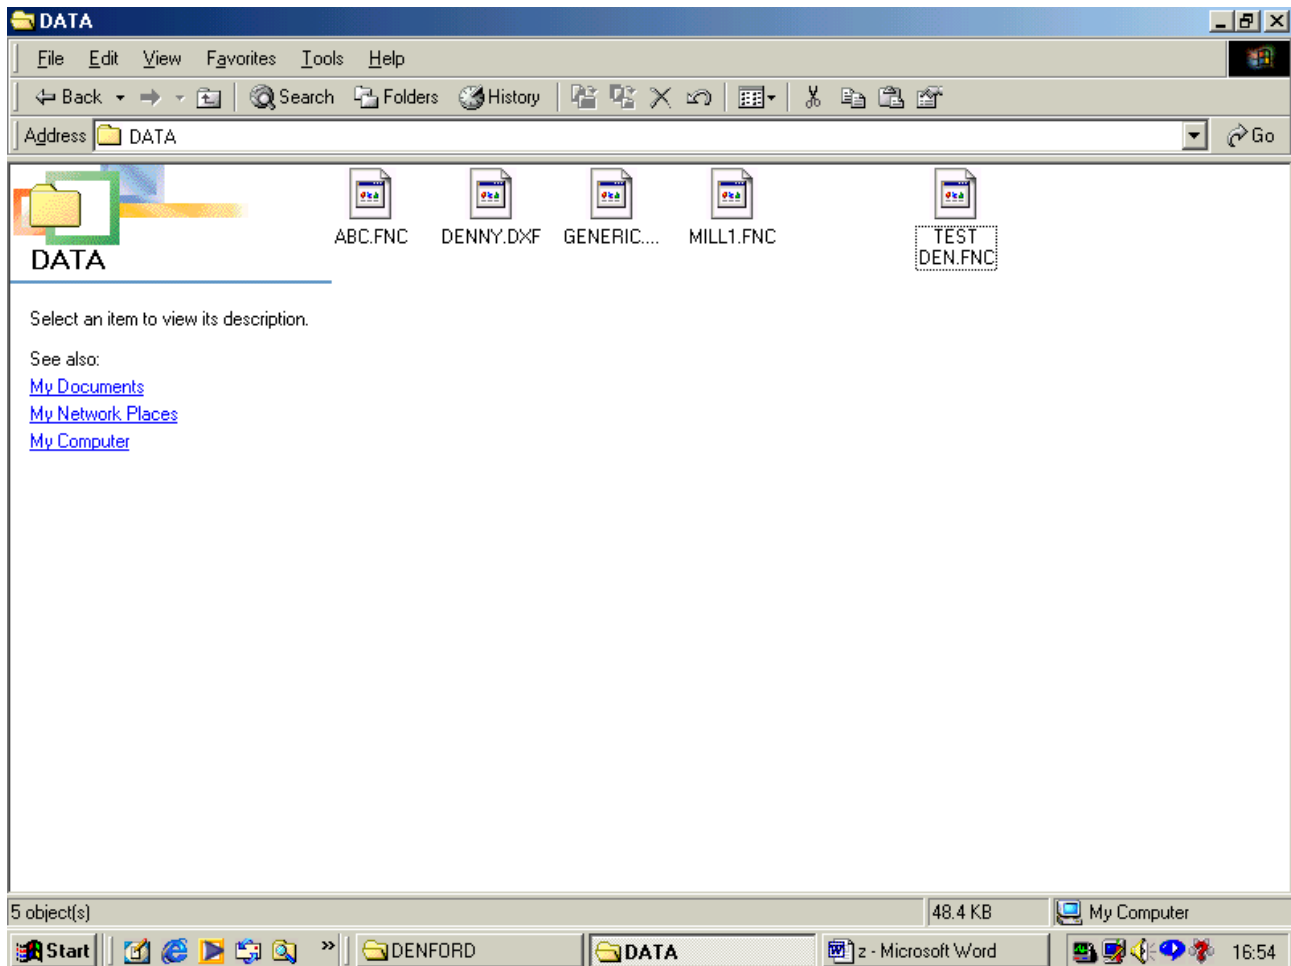 DATA
File Edit View Favorites Tools Help
Back Search Folders History
Address DATA Go
ABC.FNC DENNY.DXF GENERIC.... MILL1.FNC TEST
DEN.FNC
DATA
Select an item to view its description.
See also:
My Documents
My Network Places
My Computer
5 object(s) 48.4 KB My Computer
Start » DENFORD DATA z - Microsoft Word 16:54